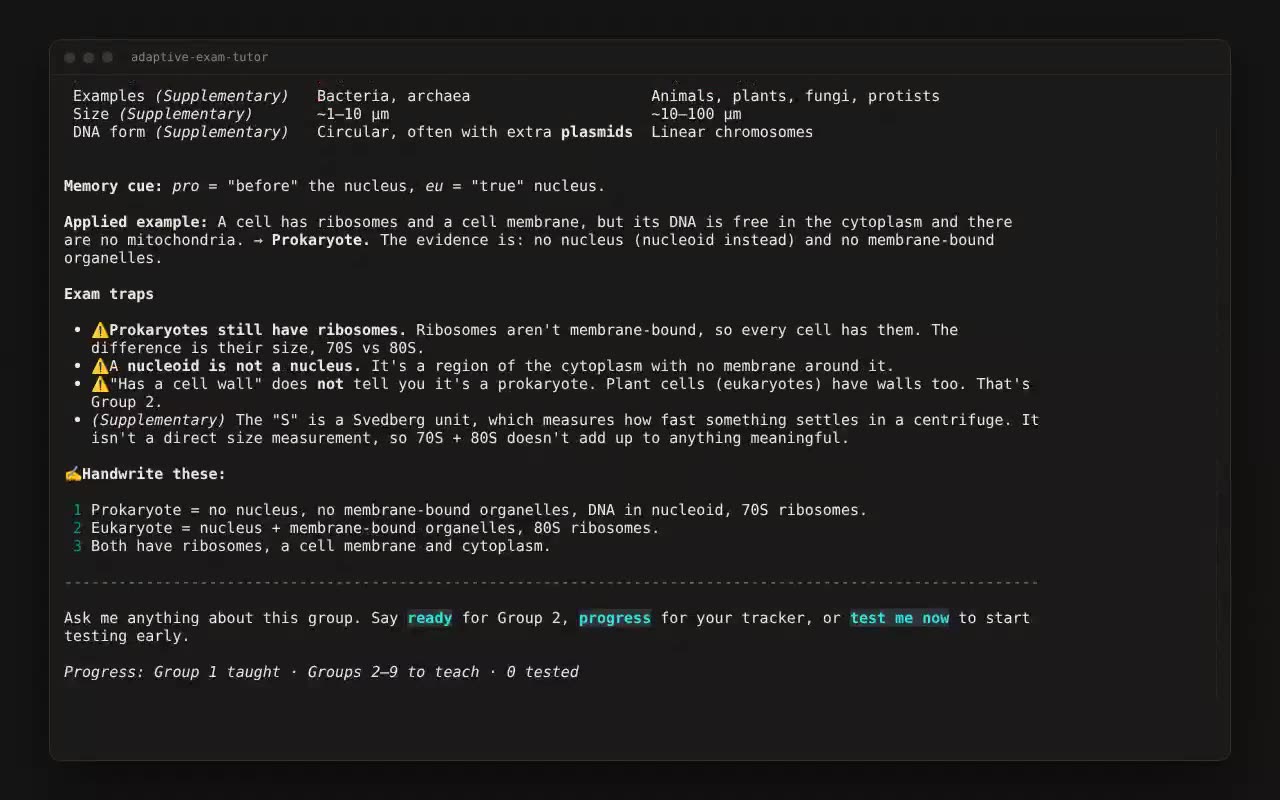 adaptive-exam-tutor
Examples (Supplementary) Bacteria, archaea Animals, plants, fungi, protists
Size (Supplementary) ~1–10 µm ~10–100 µm
DNA form (Supplementary) Circular, often with extra plasmids Linear chromosomes
Memory cue: pro = "before" the nucleus, eu = "true" nucleus.
Applied example: A cell has ribosomes and a cell membrane, but its DNA is free in the cytoplasm and there
are no mitochondria. → Prokaryote. The evidence is: no nucleus (nucleoid instead) and no membrane-bound
organelles.
Exam traps
• ⚠️Prokaryotes still have ribosomes. Ribosomes aren't membrane-bound, so every cell has them. The
difference is their size, 70S vs 80S.
• ⚠️A nucleoid is not a nucleus. It's a region of the cytoplasm with no membrane around it.
• ⚠️"Has a cell wall" does not tell you it's a prokaryote. Plant cells (eukaryotes) have walls too. That's
Group 2.
• (Supplementary) The "S" is a Svedberg unit, which measures how fast something settles in a centrifuge. It
isn't a direct size measurement, so 70S + 80S doesn't add up to anything meaningful.
✍️Handwrite these:
1 Prokaryote = no nucleus, no membrane-bound organelles, DNA in nucleoid, 70S ribosomes.
2 Eukaryote = nucleus + membrane-bound organelles, 80S ribosomes.
3 Both have ribosomes, a cell membrane and cytoplasm.
Ask me anything about this group. Say ready for Group 2, progress for your tracker, or test me now to start
testing early.
Progress: Group 1 taught · Groups 2–9 to teach · 0 tested